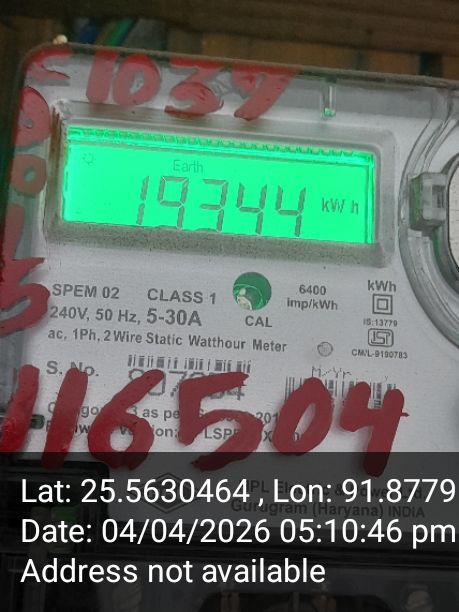 Earth
19344 kW h
SPEM 02 CLASS 1 6400 imp/kWh kWh
240V, 50 Hz, 5-30A CAL IS:13779
ac, 1Ph, 2 Wire Static Watthour Meter CM/L-9190783
S. No.
116504
Gurugram (Haryana) INDIA
Lat: 25.5630464 , Lon: 91.8779
Date: 04/04/2026 05:10:46 pm
Address not available